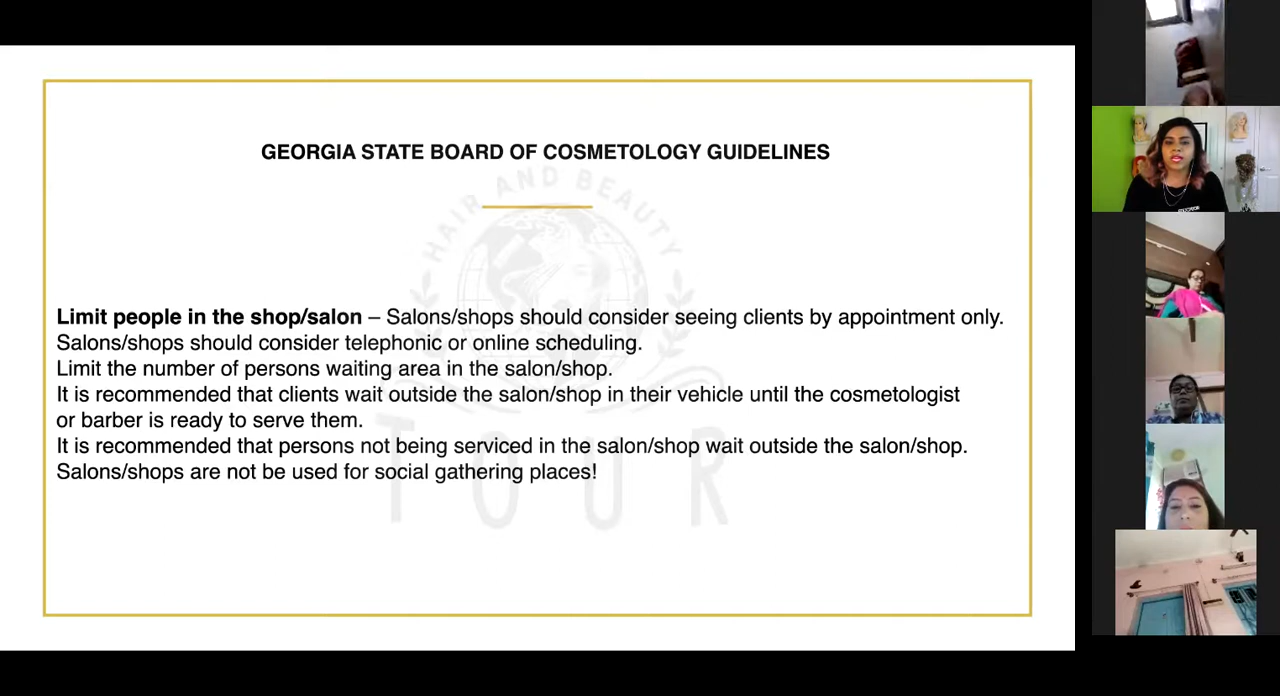 GEORGIA STATE BOARD OF COSMETOLOGY GUIDELINES
HAIR AND BEAUTY
Limit people in the shop/salon – Salons/shops should consider seeing clients by appointment only.
Salons/shops should consider telephonic or online scheduling.
Limit the number of persons waiting area in the salon/shop.
It is recommended that clients wait outside the salon/shop in their vehicle until the cosmetologist
or barber is ready to serve them.
It is recommended that persons not being serviced in the salon/shop wait outside the salon/shop.
Salons/shops are not be used for social gathering places!
TOUR